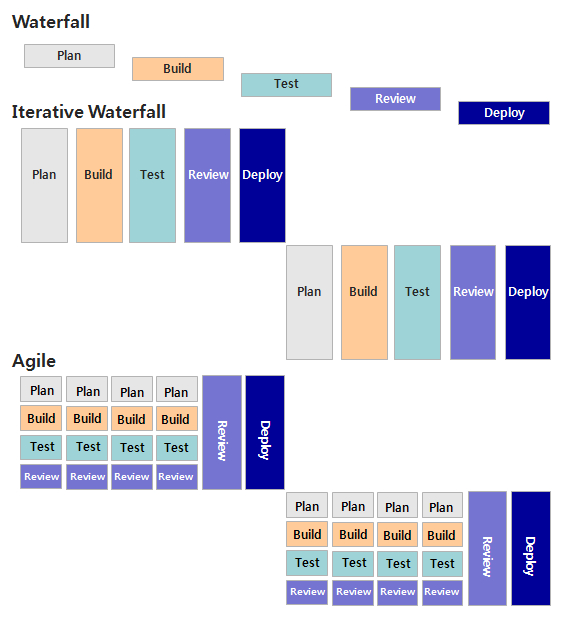 Waterfall
Plan
Build
Test
Review
Deploy
Iterative Waterfall
Plan Build Test Review Deploy
Plan Build Test Review Deploy
Agile
Plan Plan Plan Plan
Build Build Build Build
Test Test Test Test
Review Review Review Review
Review
Deploy
Plan Plan Plan Plan
Build Build Build Build
Test Test Test Test
Review Review Review Review
Review
Deploy